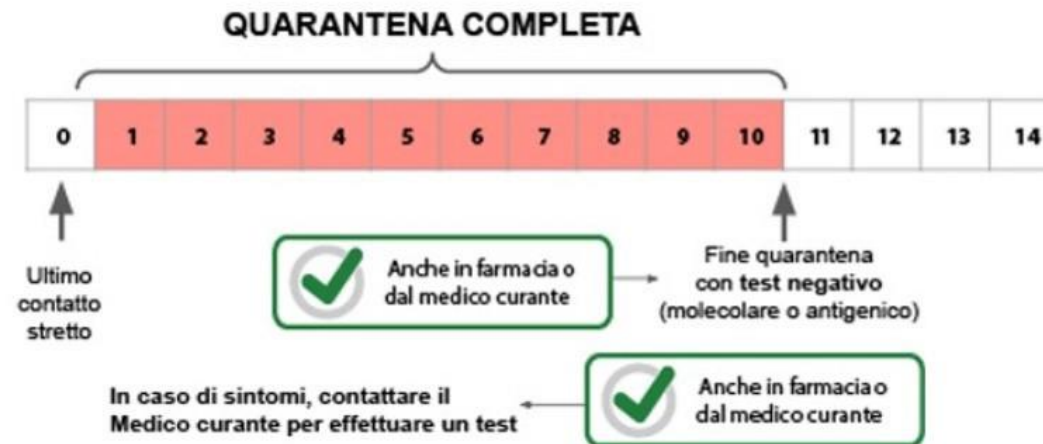 QUARANTENA COMPLETA
0 1 2 3 4 5 6 7 8 9 10 11 12 13 14
Ultimo
contatto
stretto
Anche in farmacia o
dal medico curante
Fine quarantena
con test negativo
(molecolare o antigenico)
In caso di sintomi, contattare il
Medico curante per effettuare un test
Anche in farmacia o
dal medico curante